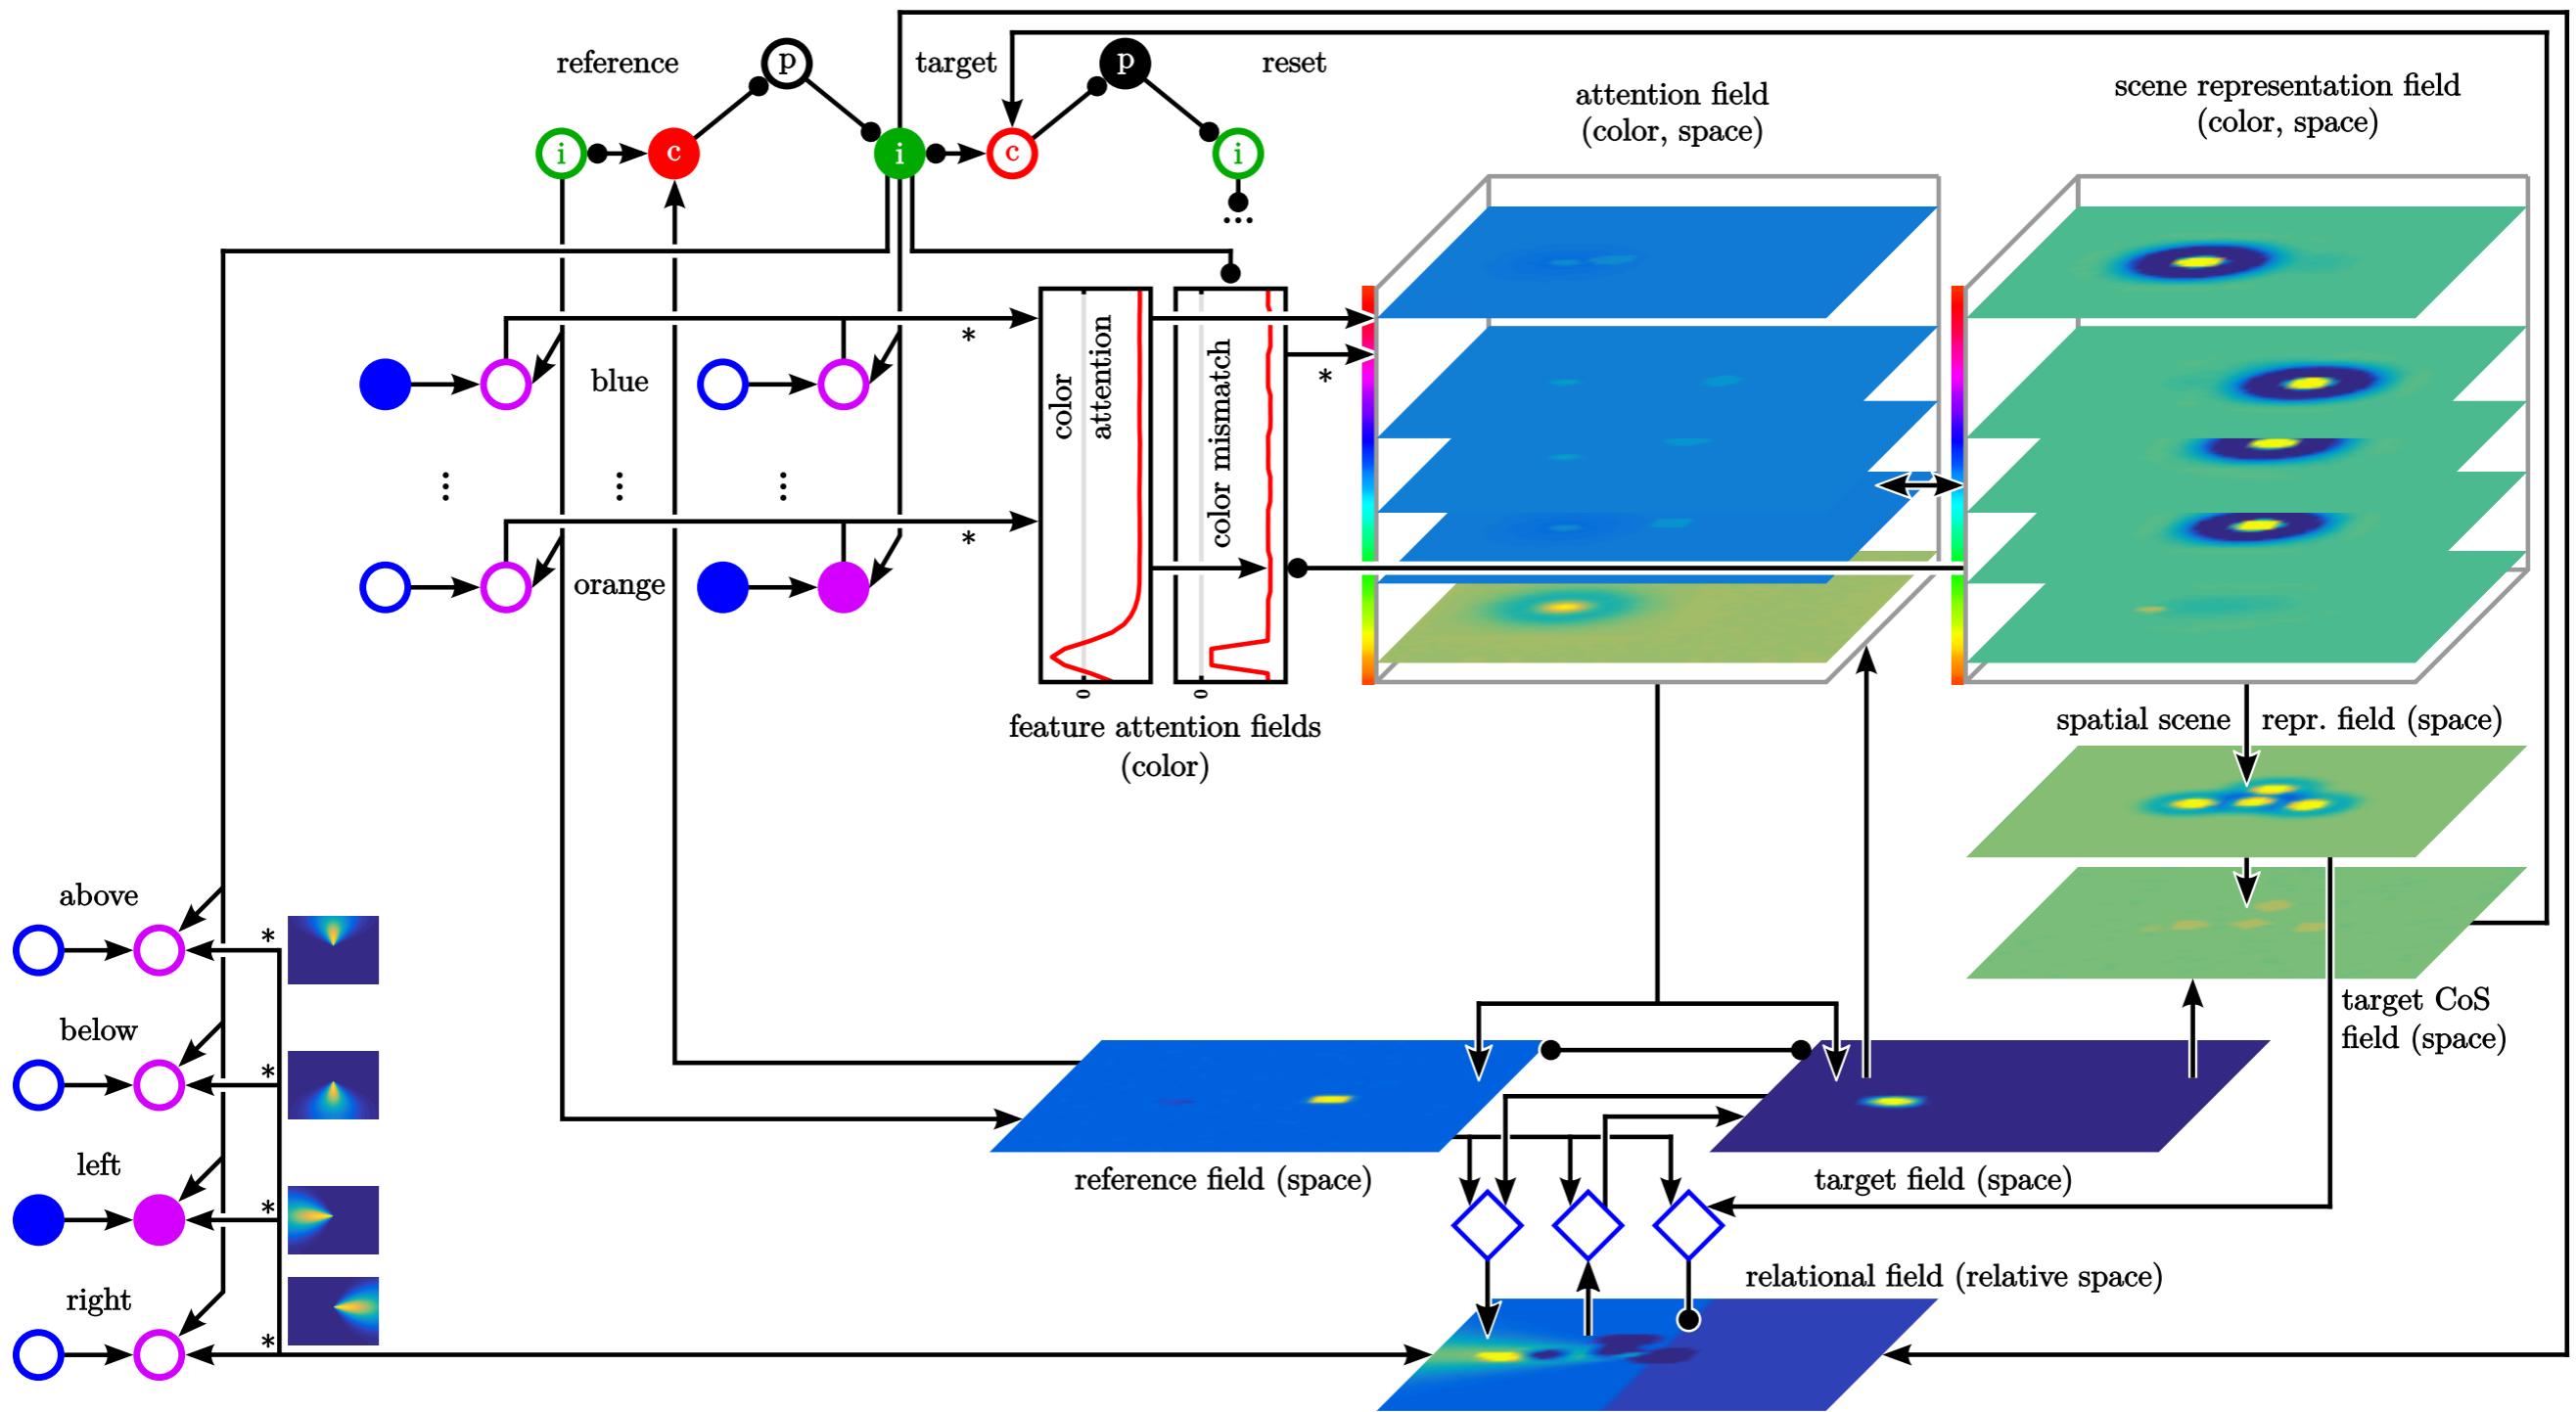 reference
p
target
p
reset
i
c
i
c
i
...
attention field
(color, space)
scene representation field
(color, space)
*
*
blue
color
attention
color mismatch
...
...
...
*
orange
0
0
feature attention fields
(color)
spatial scene repr. field (space)
target CoS
field (space)
above
*
below
*
left
*
right
*
reference field (space)
target field (space)
relational field (relative space)